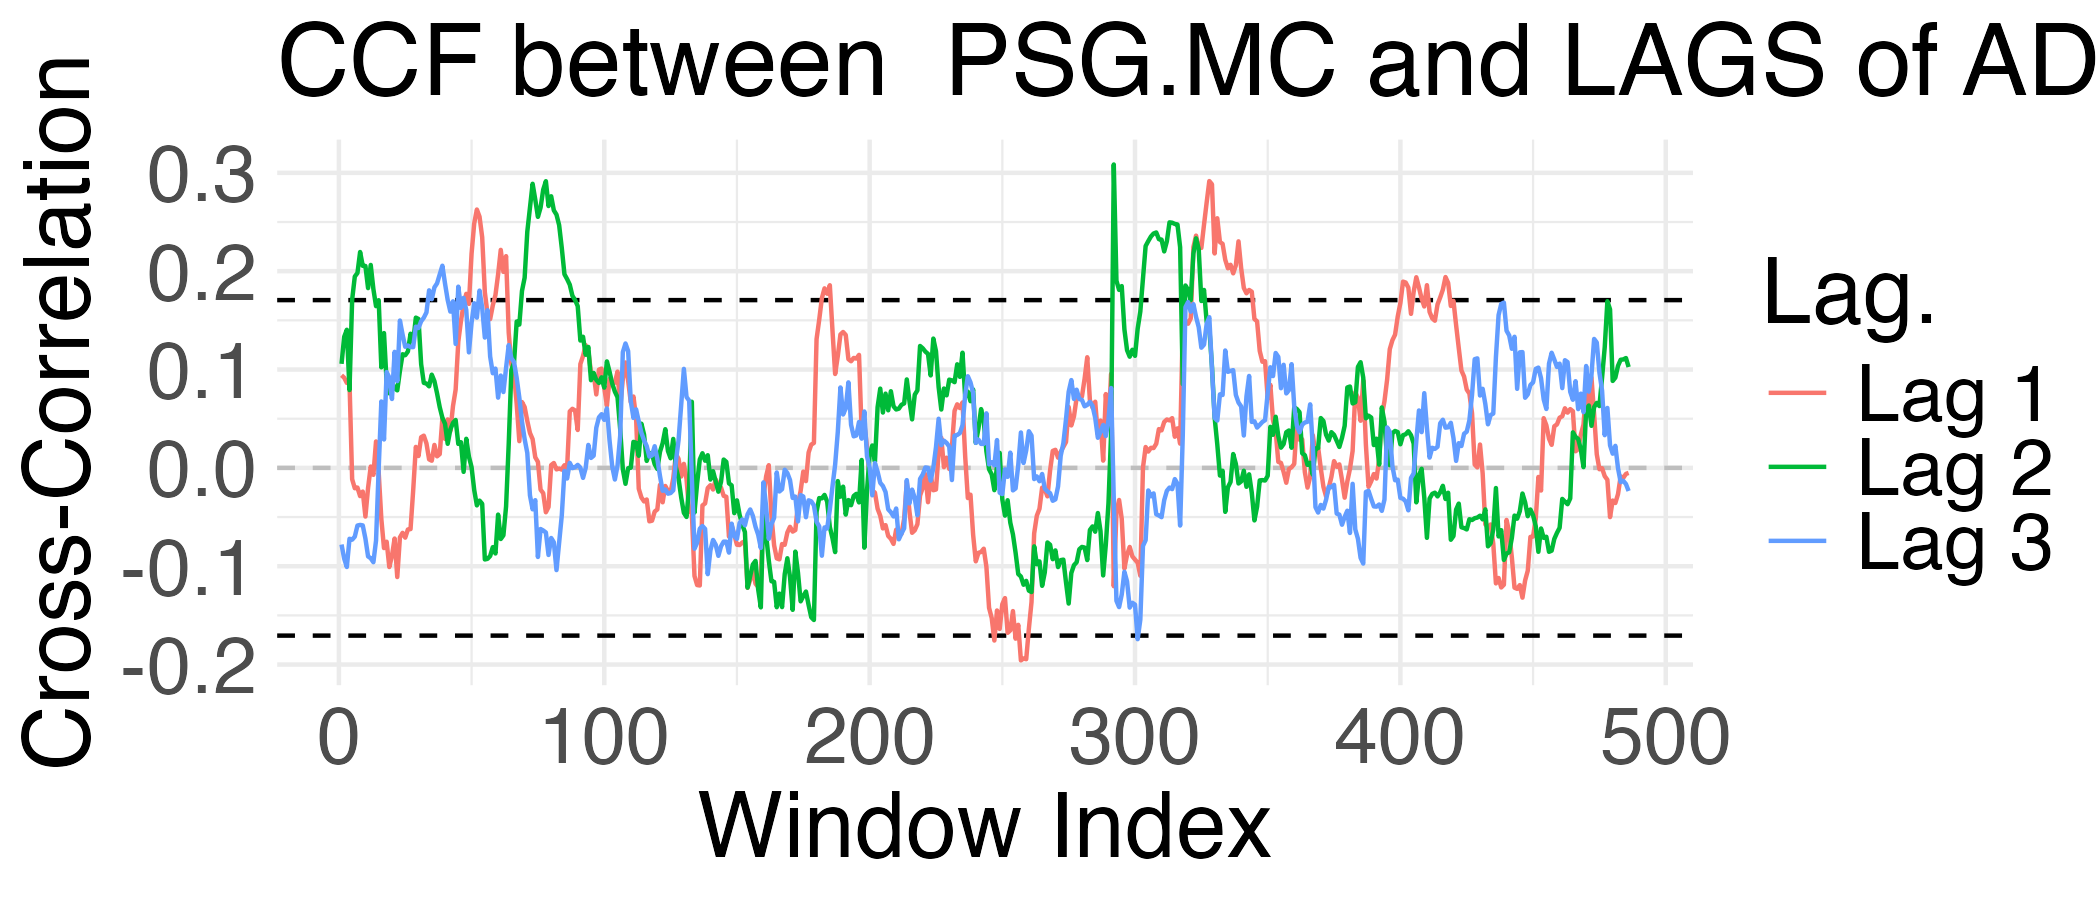 CCF between  PSG.MC and LAGS of AD
Cross-Correlation
0.3
0.2
0.1
0.0
-0.1
-0.2
0 100 200 300 400 500
Window Index
Lag.
Lag 1
Lag 2
Lag 3